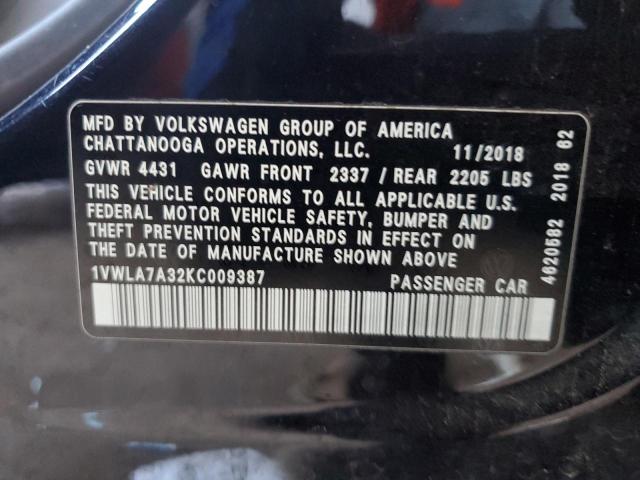 MFD BY VOLKSWAGEN GROUP OF AMERICA
CHATTANOOGA OPERATIONS, LLC. 11/2018
GVWR 4431 GAWR FRONT 2337 / REAR 2205 LBS
THIS VEHICLE CONFORMS TO ALL APPLICABLE U.S.
FEDERAL MOTOR VEHICLE SAFETY, BUMPER AND
THEFT PREVENTION STANDARDS IN EFFECT ON
THE DATE OF MANUFACTURE SHOWN ABOVE
1VWLA7A32KC009387 PASSENGER CAR
4620582 2018 62